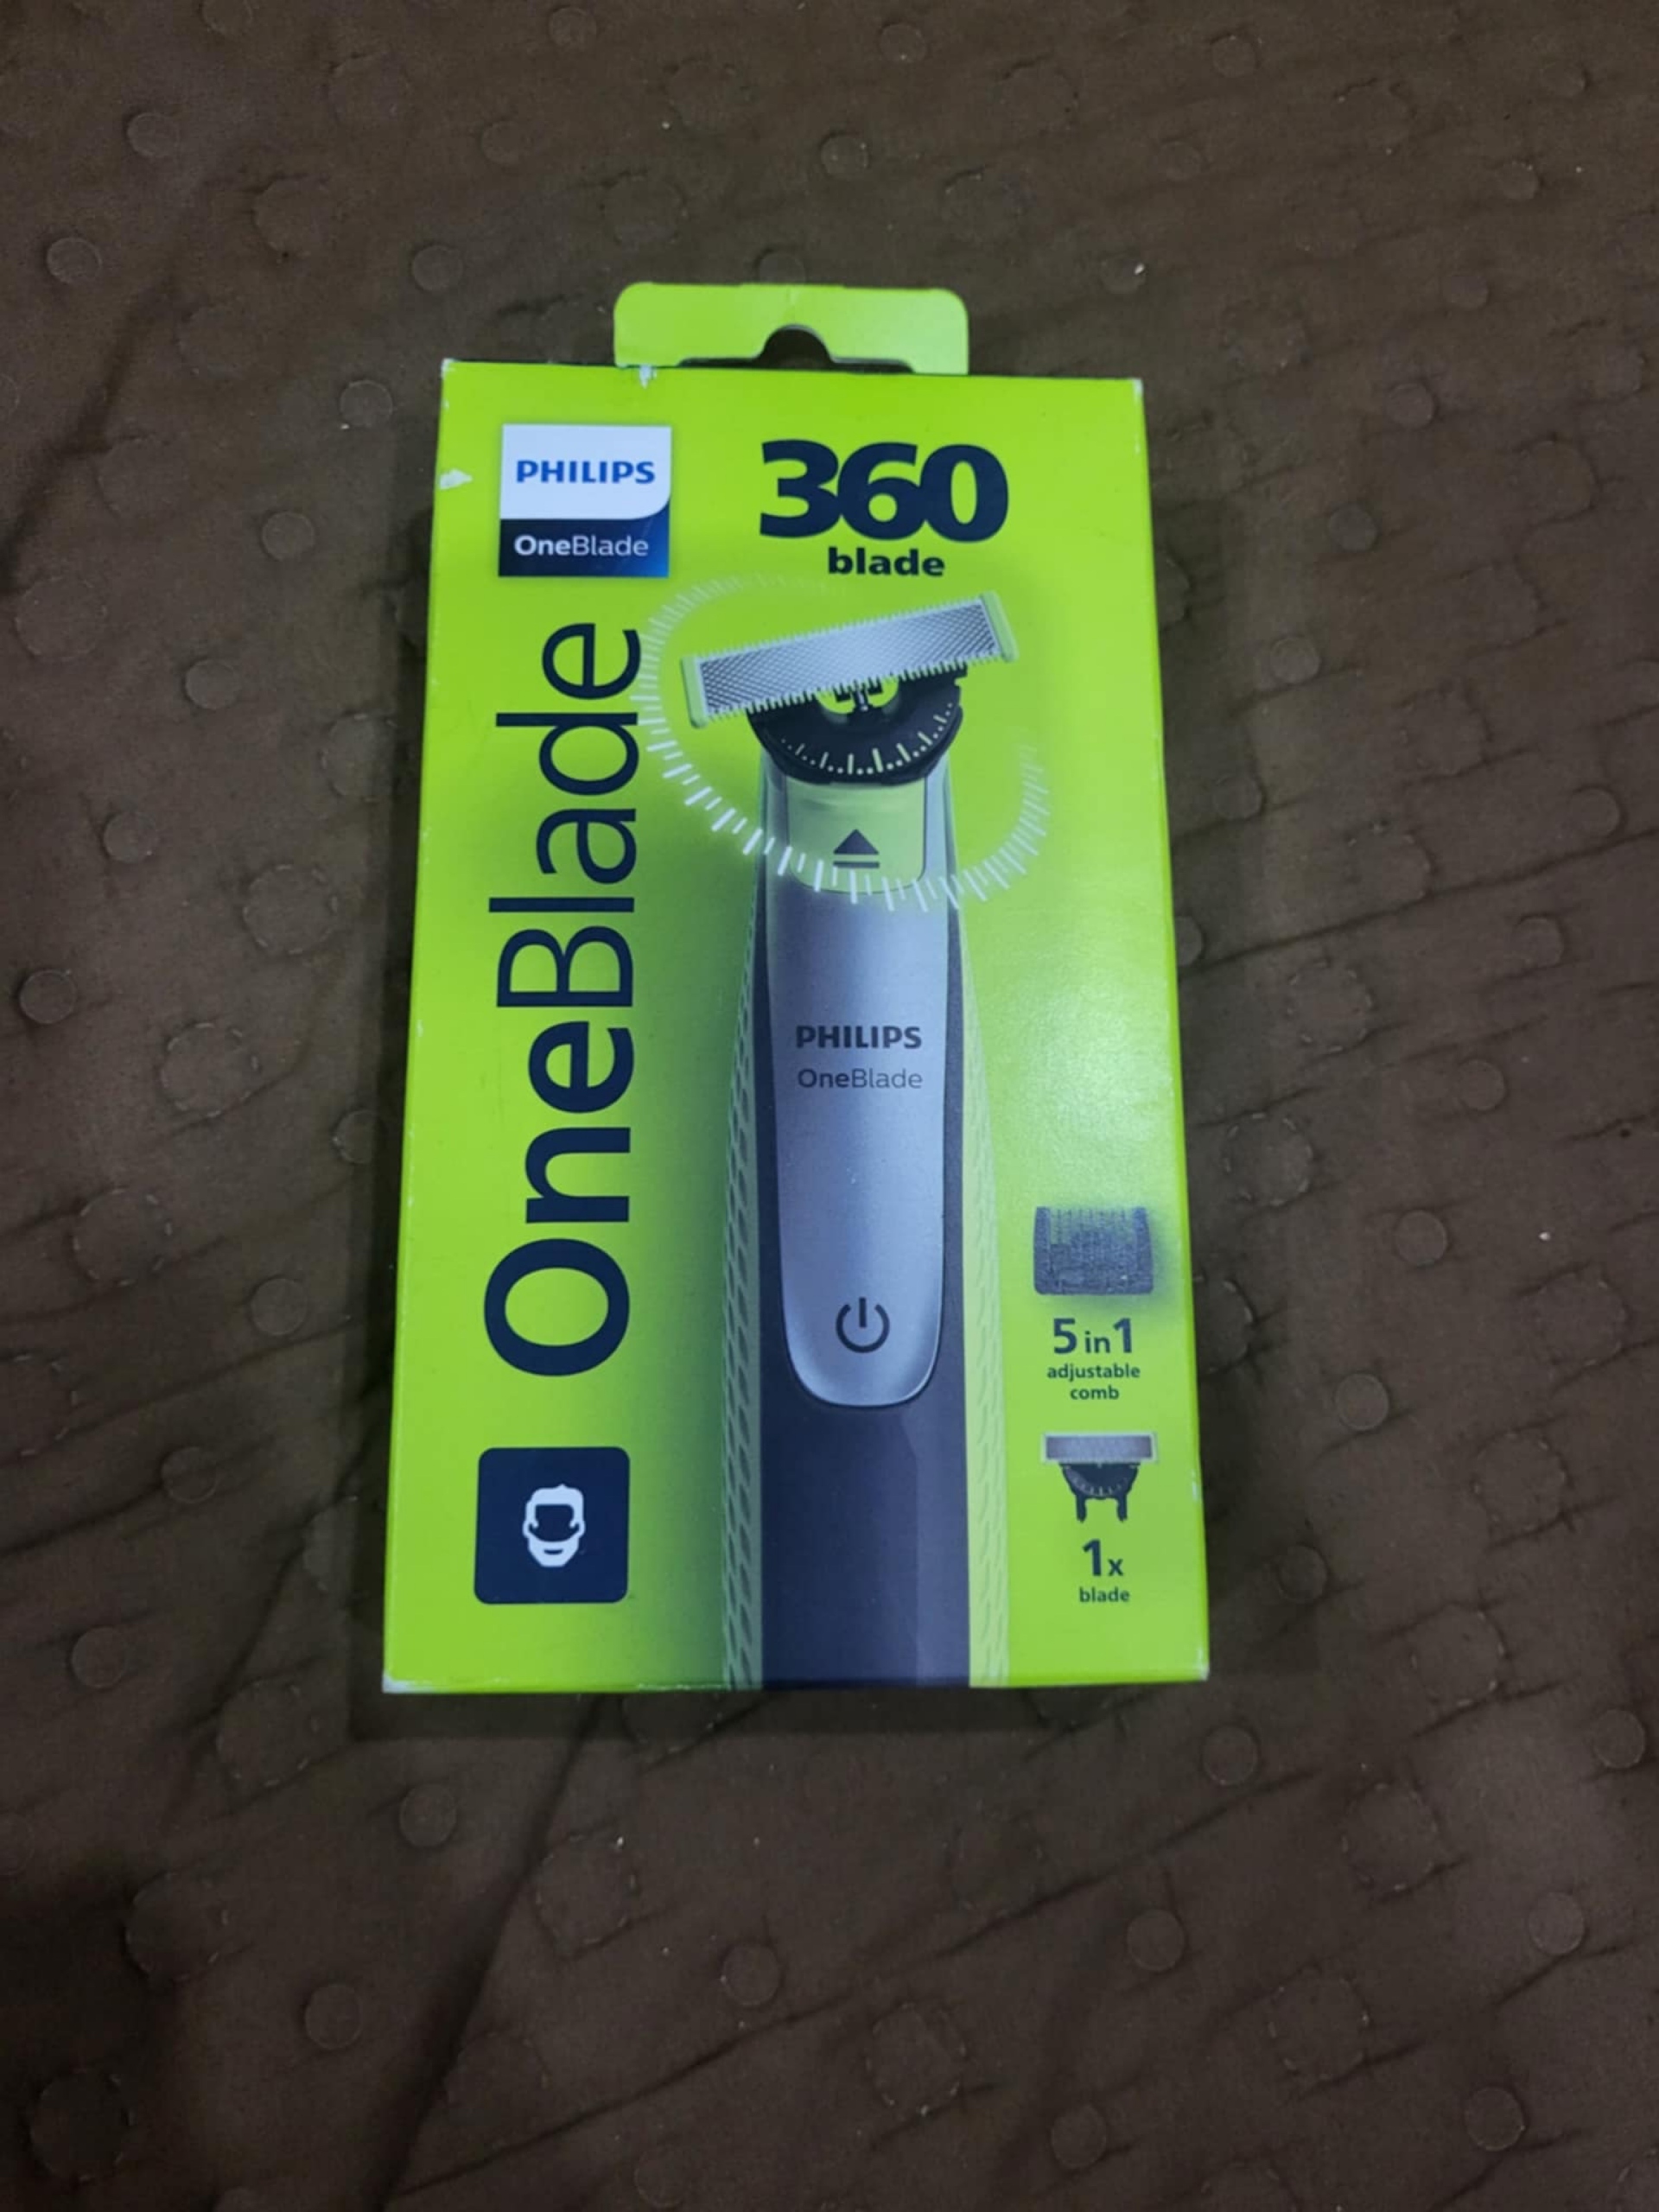 PHILIPS
OneBlade
360
blade
OneBlade
PHILIPS
OneBlade
5 in 1
adjustable
comb
1x
blade